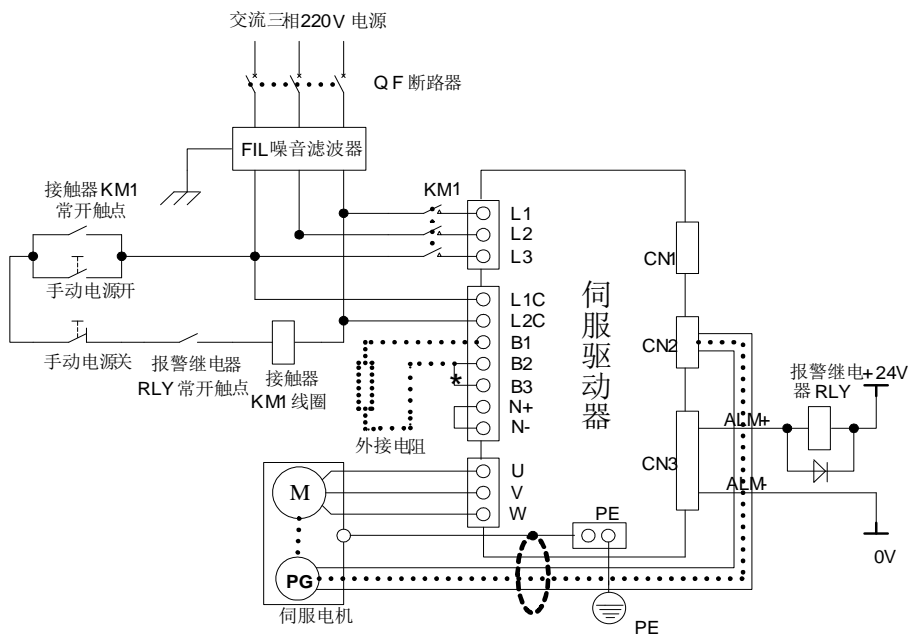 交流三相220V 电源
QF 断路器
FIL噪音滤波器
接触器KM1
常开触点
KM1
L1
L2
L3
CN1
手动电源开
L1C
L2C
B1
B2
B3
N+
N-
伺服驱动器
CN2
手动电源关
报警继电器
RLY 常开触点
接触器
KM1 线圈
*
外接电阻
报警继电
器RLY
+24V
ALM+
CN3
ALM-
0V
U
V
W
M
PE
PG
伺服电机
PE